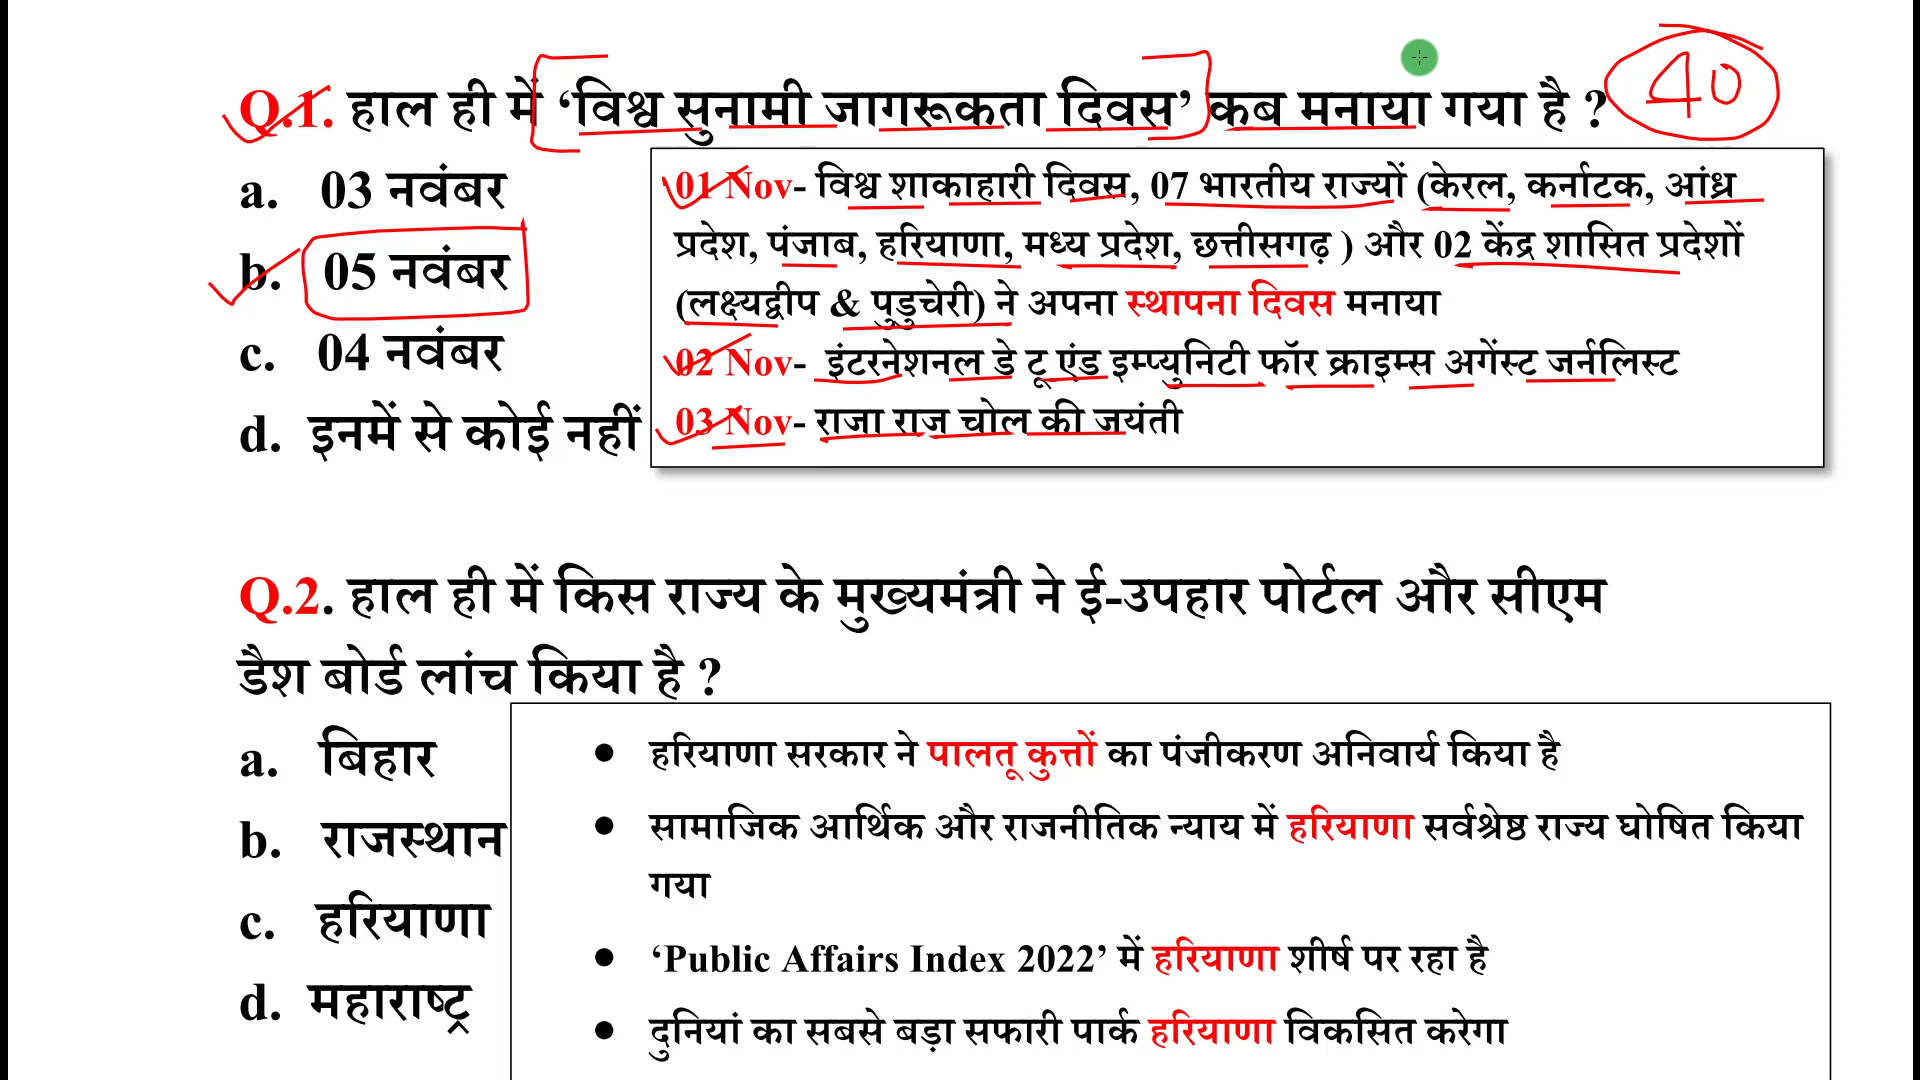 Q.1. हाल ही में ‘विश्व सुनामी जागरूकता दिवस’ कब मनाया गया है ?
40
a. 03 नवंबर
b. 05 नवंबर
c. 04 नवंबर
d. इनमें से कोई नहीं
01 Nov- विश्व शाकाहारी दिवस, 07 भारतीय राज्यों (केरल, कर्नाटक, आंध्र
प्रदेश, पंजाब, हरियाणा, मध्य प्रदेश, छत्तीसगढ़ ) और 02 केंद्र शासित प्रदेशों
(लक्ष्यद्वीप & पुडुचेरी) ने अपना स्थापना दिवस मनाया
02 Nov- इंटरनेशनल डे टू एंड इम्प्युनिटी फॉर क्राइम्स अगेंस्ट जर्नलिस्ट
03 Nov- राजा राज चोल की जयंती
Q.2. हाल ही में किस राज्य के मुख्यमंत्री ने ई-उपहार पोर्टल और सीएम
डैश बोर्ड लांच किया है ?
a. बिहार
b. राजस्थान
c. हरियाणा
d. महाराष्ट्र
• हरियाणा सरकार ने पालतू कुत्तों का पंजीकरण अनिवार्य किया है
• सामाजिक आर्थिक और राजनीतिक न्याय में हरियाणा सर्वश्रेष्ठ राज्य घोषित किया
गया
• ‘Public Affairs Index 2022’ में हरियाणा शीर्ष पर रहा है
• दुनियां का सबसे बड़ा सफारी पार्क हरियाणा विकसित करेगा